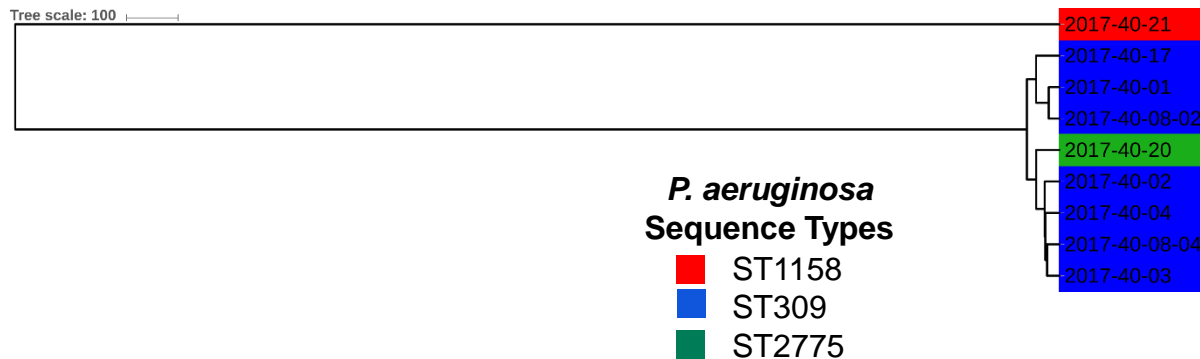 Tree scale: 100
2017-40-21
2017-40-17
2017-40-01
2017-40-08-02
2017-40-20
2017-40-02
2017-40-04
2017-40-08-04
2017-40-03
P. aeruginosa
Sequence Types
ST1158
ST309
ST2775